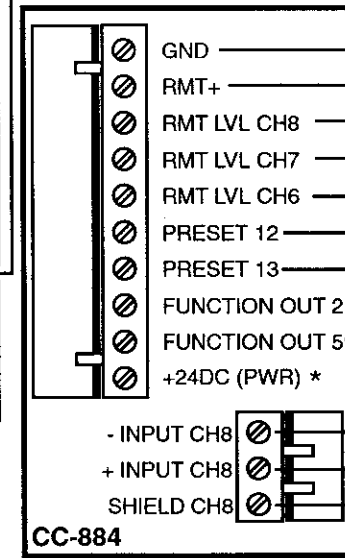 GND
RMT+
RMT LVL CH8
RMT LVL CH7
RMT LVL CH6
PRESET 12
PRESET 13
FUNCTION OUT 2
FUNCTION OUT 5
+24DC (PWR) *
- INPUT CH8
+ INPUT CH8
SHIELD CH8
CC-884